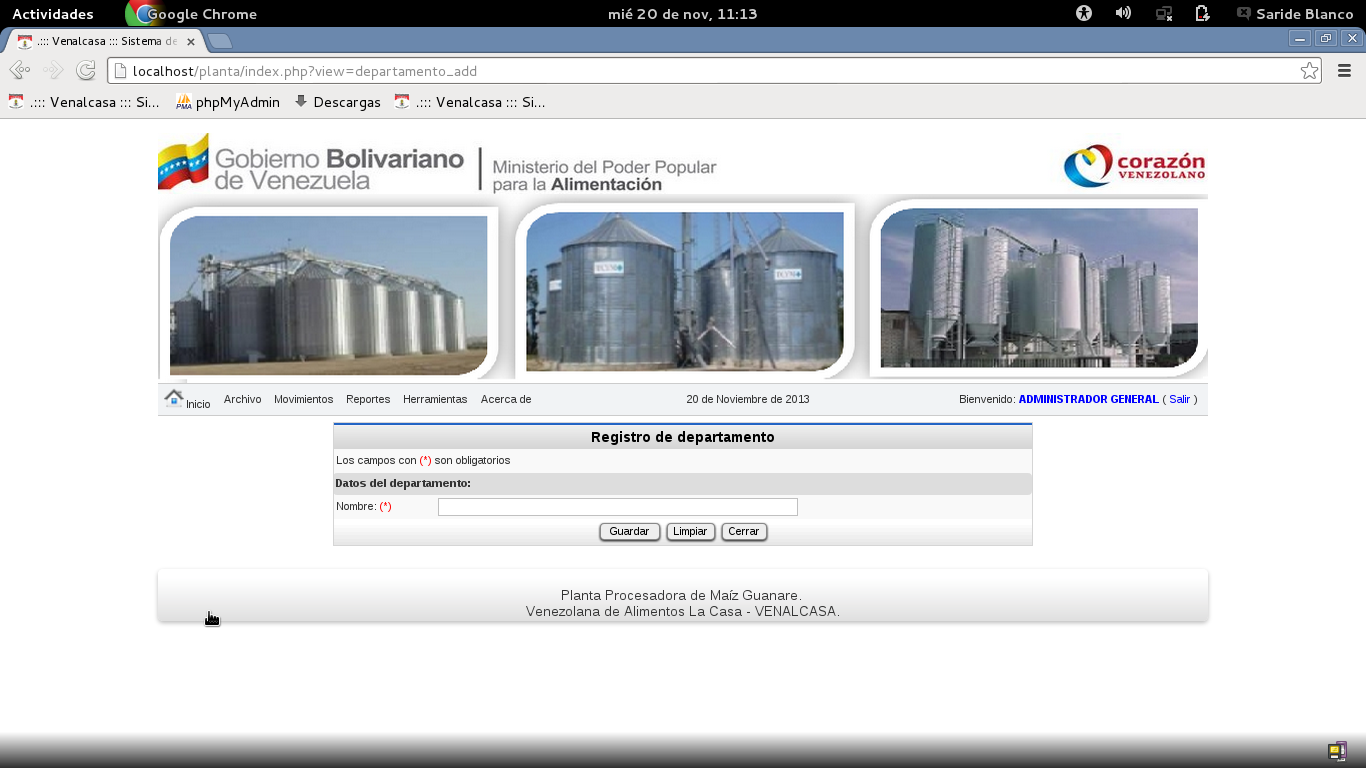 Actividades
Google Chrome
mié 20 de nov, 11:13
Saride Blanco
.::: Venalcasa ::: Sistema de
localhost/planta/index.php?view=departamento_add
.::: Venalcasa ::: Si...
PMA
phpMyAdmin
Descargas
.::: Venalcasa ::: Si...
Gobierno Bolivariano
de Venezuela
Ministerio del Poder Popular
para la Alimentación
corazón
VENEZOLANO
Inicio
Archivo
Movimientos
Reportes
Herramientas
Acerca de
20 de Noviembre de 2013
Bienvenido: ADMINISTRADOR GENERAL ( Salir )
Registro de departamento
Los campos con (*) son obligatorios
Datos del departamento:
Nombre: (*)
Guardar
Limpiar
Cerrar
Planta Procesadora de Maíz Guanare.
Venezolana de Alimentos La Casa - VENALCASA.